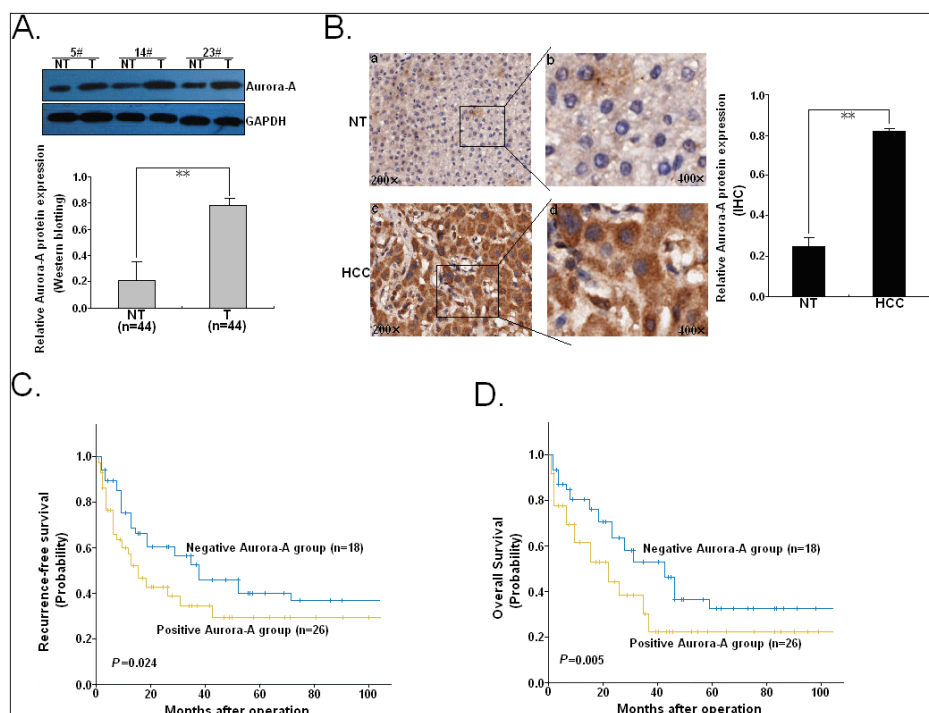 A.
5# 14# 23#
NT T NT T NT T
Aurora-A
GAPDH
Relative Aurora-A protein expression
(Western blotting)
1.0
0.8
0.6
0.4
0.2
0.0
**
NT T
(n=44) (n=44)
B.
a b
NT
200× 400×
c d
HCC
200× 400×
Relative Aurora-A protein expression
(IHC)
1.0
0.8
0.6
0.4
0.2
0.0
**
NT HCC
C.
Recurrence-free survival
(Probability)
1.0
0.8
0.6
0.4
0.2
0.0
Negative Aurora-A group (n=18)
Positive Aurora-A group (n=26)
P=0.024
0 20 40 60 80 100
Months after operation
D.
Overall Survival
(Probability)
1.0
0.8
0.6
0.4
0.2
0.0
Negative Aurora-A group (n=18)
Positive Aurora-A group (n=26)
P=0.005
0 20 40 60 80 100
Months after operation